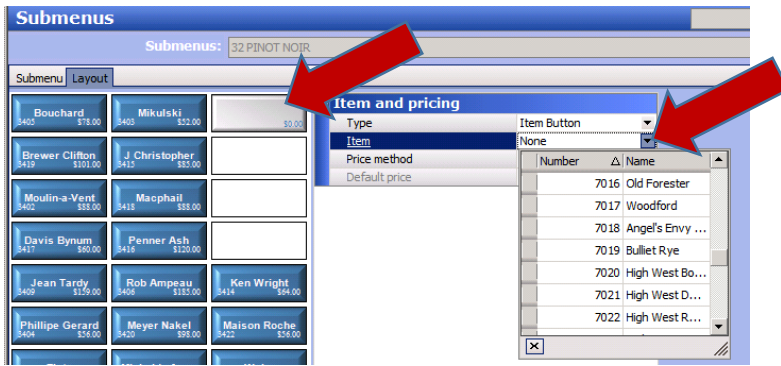 Submenus
Submenus: 32 PINOT NOIR
Submenu Layout
Bouchard
3405 $78.00
Mikulski
3403 $52.00
$0.00
Brewer Clifton
3419 $101.00
J Christopher
3415 $85.00
Moulin-a-Vent
3402 $88.00
Macphail
3418 $88.00
Davis Bynum
3417 $60.00
Penner Ash
3416 $120.00
Jean Tardy
3409 $159.00
Rob Ampeau
3406 $185.00
Ken Wright
3414 $64.00
Phillipe Gerard
3404 $56.00
Meyer Nakel
3420 $98.00
Maison Roche
3422 $56.00
Item and pricing
Type Item Button
Item None
Price method
Default price
Number Name
7016 Old Forester
7017 Woodford
7018 Angel's Envy ...
7019 Bulliet Rye
7020 High West Bo...
7021 High West D...
7022 High West R...